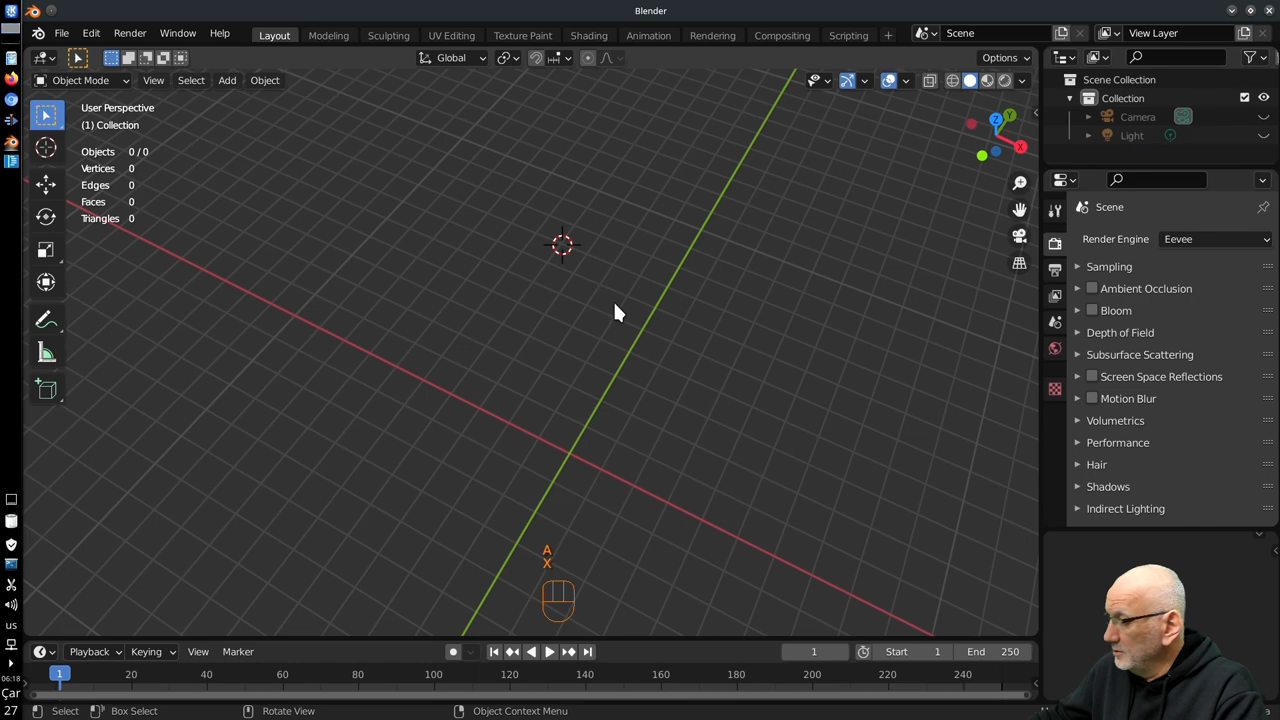 Blender
File Edit Render Window Help Layout Modeling Sculpting UV Editing Texture Paint Shading Animation Rendering Compositing Scripting + Scene View Layer
Global Options
Object Mode View Select Add Object
Scene Collection
Collection
Camera
Light
User Perspective
(1) Collection
Objects 0 / 0
Vertices 0
Edges 0
Faces 0
Triangles 0
Z
Y
X
Scene
Render Engine Eevee
Sampling
Ambient Occlusion
Bloom
Depth of Field
Subsurface Scattering
Screen Space Reflections
Motion Blur
Volumetrics
Performance
Hair
Shadows
Indirect Lighting
A
X
us
06:18
Çar
27
Playback Keying View Marker 1 Start 1 End 250
1 20 40 60 80 100 120 140 160 180 200 220 240
Select Box Select Rotate View Object Context Menu